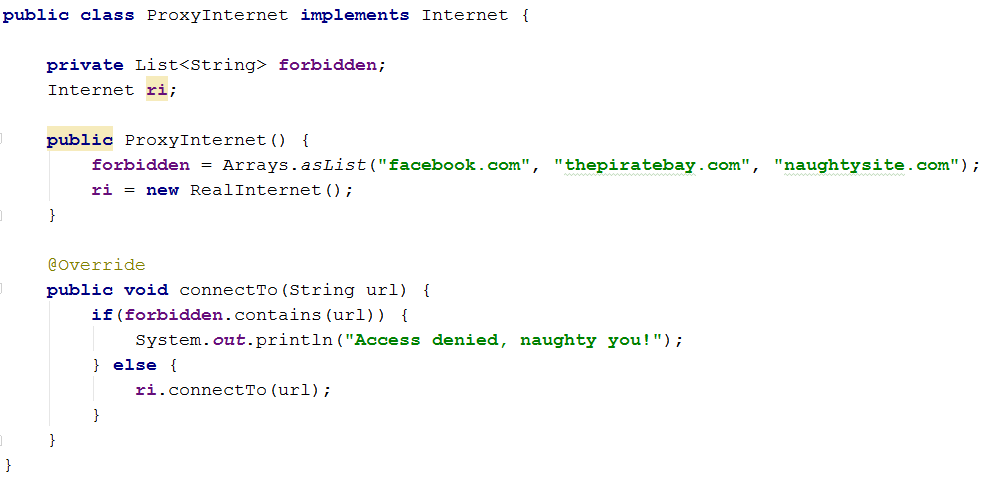 public class ProxyInternet implements Internet {
private List<String> forbidden;
Internet ri;
public ProxyInternet() {
forbidden = Arrays.asList("facebook.com", "thepiratebay.com", "naughtysite.com");
ri = new RealInternet();
}
@Override
public void connectTo(String url) {
if(forbidden.contains(url)) {
System.out.println("Access denied, naughty you!");
} else {
ri.connectTo(url);
}
}
}